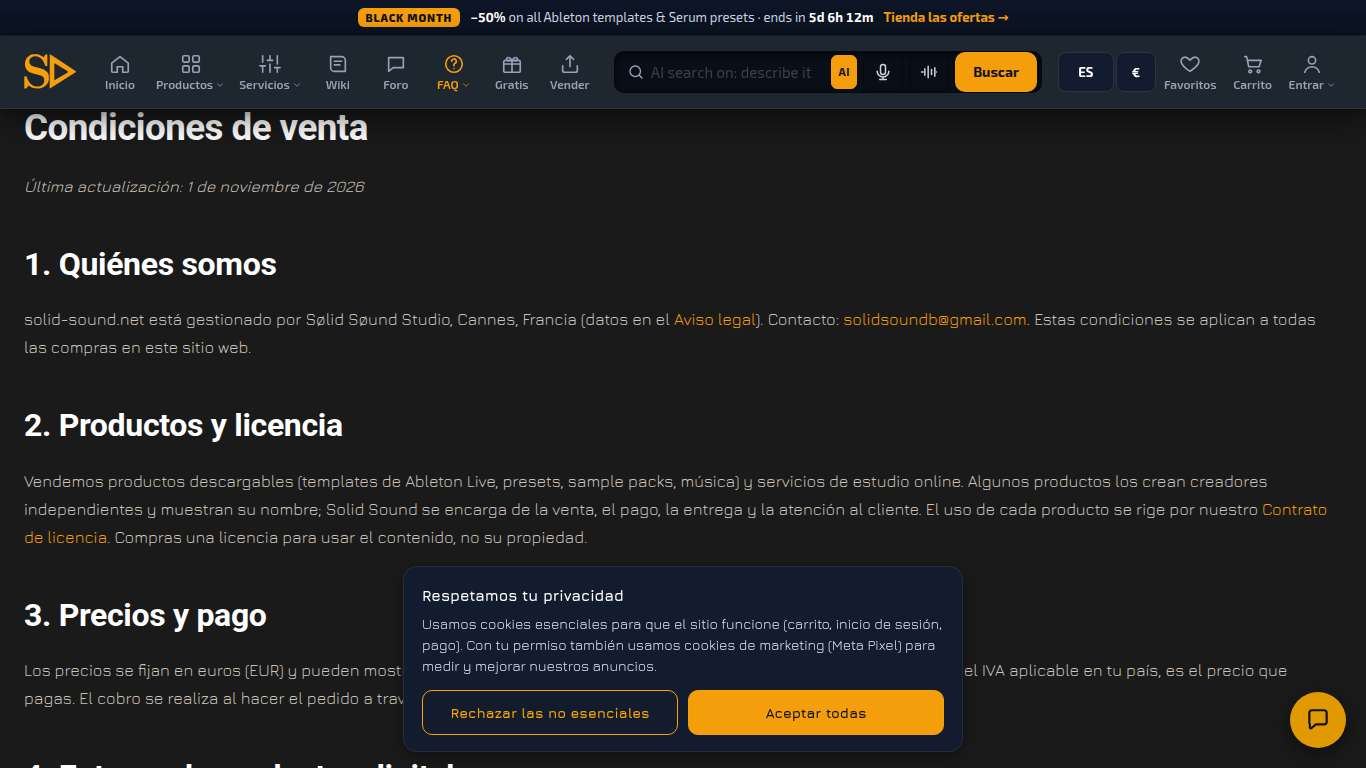 BLACK MONTH −50% on all Ableton templates & Serum presets · ends in 5d 6h 12m Tienda las ofertas →
SD
Inicio Productos Servicios Wiki Foro FAQ Gratis Vender AI search on: describe it AI Buscar ES € Favoritos Carrito Entrar
Condiciones de venta
Última actualización: 1 de noviembre de 2026
1. Quiénes somos
solid-sound.net está gestionado por Sølid Søund Studio, Cannes, Francia (datos en el Aviso legal). Contacto: solidsoundb@gmail.com. Estas condiciones se aplican a todas
las compras en este sitio web.
2. Productos y licencia
Vendemos productos descargables (templates de Ableton Live, presets, sample packs, música) y servicios de estudio online. Algunos productos los crean creadores
independientes y muestran su nombre; Solid Sound se encarga de la venta, el pago, la entrega y la atención al cliente. El uso de cada producto se rige por nuestro Contrato
de licencia. Compras una licencia para usar el contenido, no su propiedad.
3. Precios y pago
Los precios se fijan en euros (EUR) y pueden most
el IVA aplicable en tu país, es el precio que
pagas. El cobro se realiza al hacer el pedido a trav
Respetamos tu privacidad
Usamos cookies esenciales para que el sitio funcione (carrito, inicio de sesión,
pago). Con tu permiso también usamos cookies de marketing (Meta Pixel) para
medir y mejorar nuestros anuncios.
Rechazar las no esenciales Aceptar todas